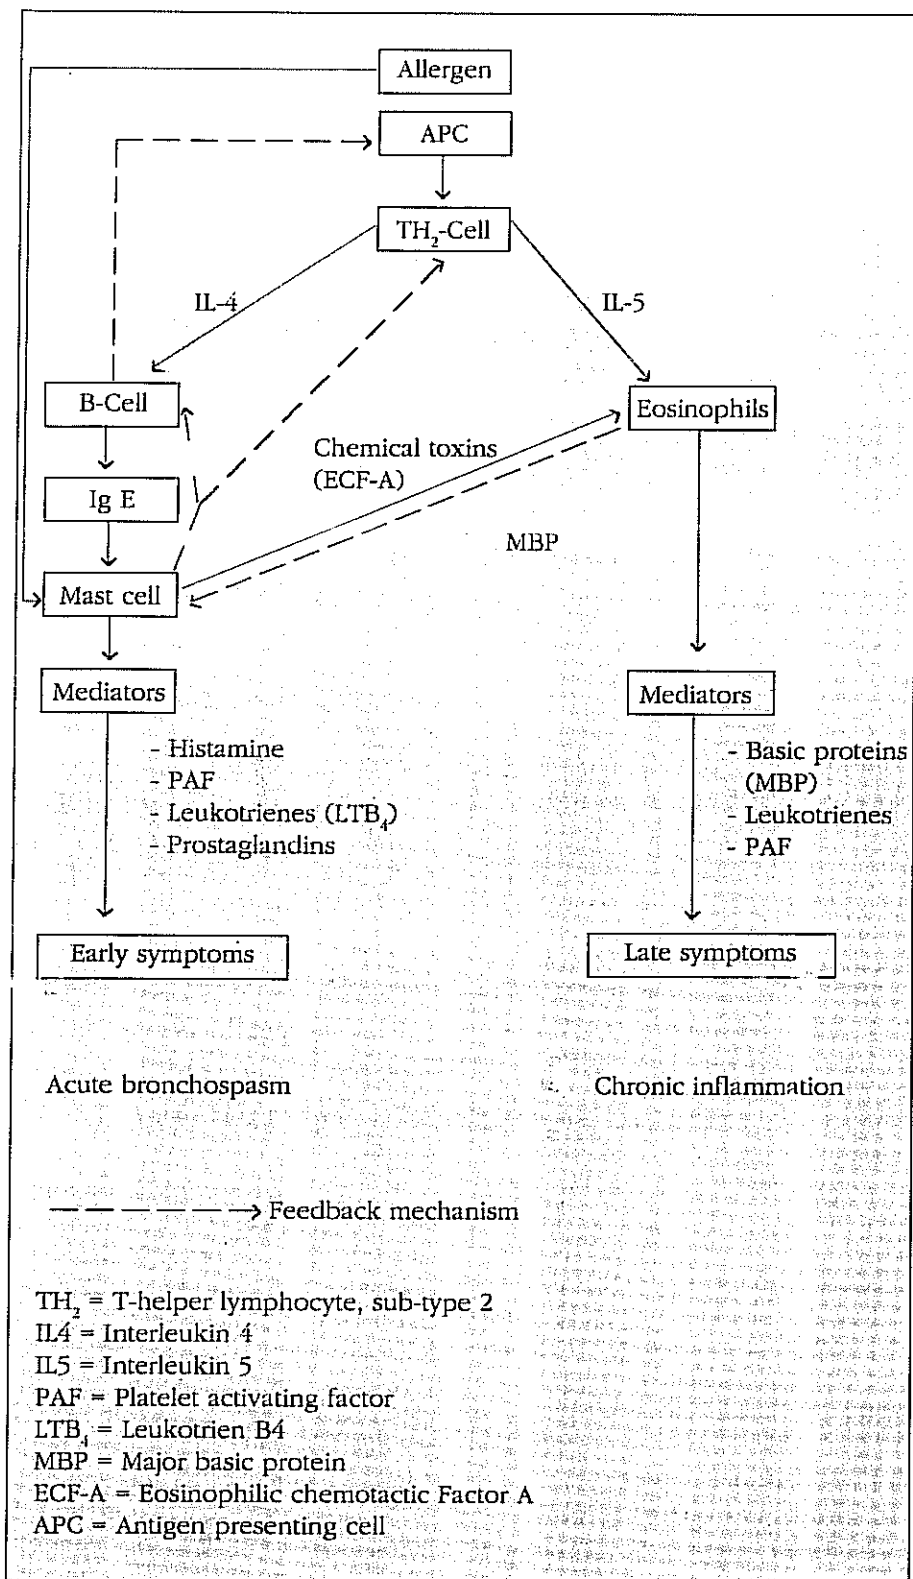 Allergen
APC
TH₂-Cell
IL-4
IL-5
B-Cell
Eosinophils
Chemical toxins
(ECF-A)
Ig E
MBP
Mast cell
Mediators
- Histamine
- PAF
- Leukotrienes (LTB₄)
- Prostaglandins
Mediators
- Basic proteins
(MBP)
- Leukotrienes
- PAF
Early symptoms
Late symptoms
Acute bronchospasm
Chronic inflammation
Feedback mechanism
TH₂ = T-helper lymphocyte, sub-type 2
IL4 = Interleukin 4
IL5 = Interleukin 5
PAF = Platelet activating factor
LTB₄ = Leukotrien B4
MBP = Major basic protein
ECF-A = Eosinophilic chemotactic Factor A
APC = Antigen presenting cell